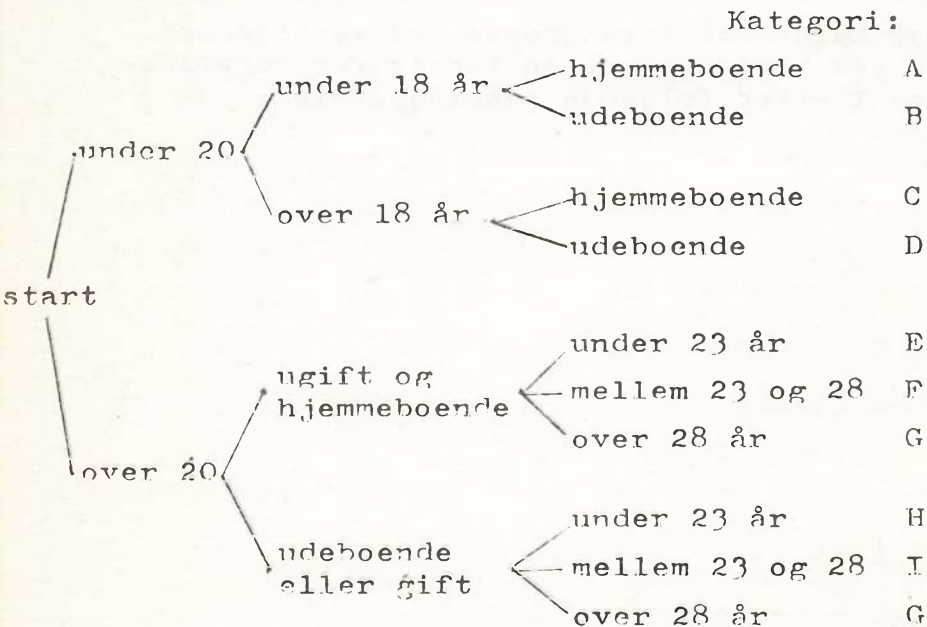 Kategori:
under 18 år hjemmeboende A
udeboende B
under 20
over 18 år hjemmeboende C
udeboende D
start
ugift og hjemmeboende under 23 år E
mellem 23 og 28 F
over 28 år G
over 20
udeboende eller gift under 23 år H
mellem 23 og 28 I
over 28 år G